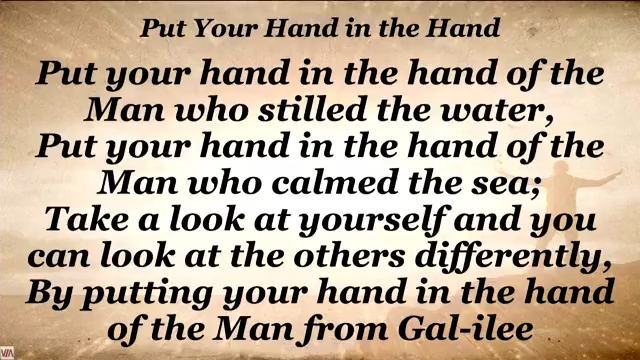 Put Your Hand in the Hand
Put your hand in the hand of the
Man who stilled the water,
Put your hand in the hand of the
Man who calmed the sea;
Take a look at yourself and you
can look at the others differently,
By putting your hand in the hand
of the Man from Gal-ilee